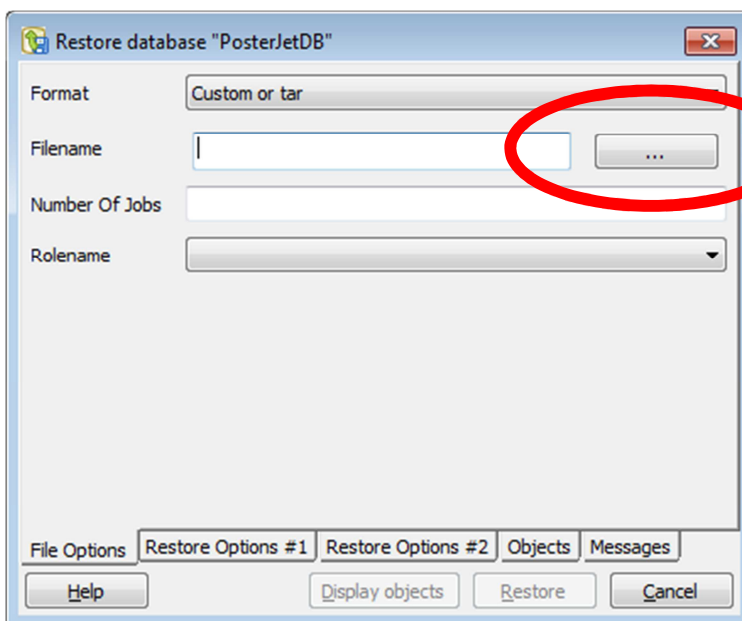 Restore database "PosterJetDB"
Format Custom or tar
Filename ...
Number Of Jobs
Rolename
File Options Restore Options #1 Restore Options #2 Objects Messages
Help Display objects Restore Cancel